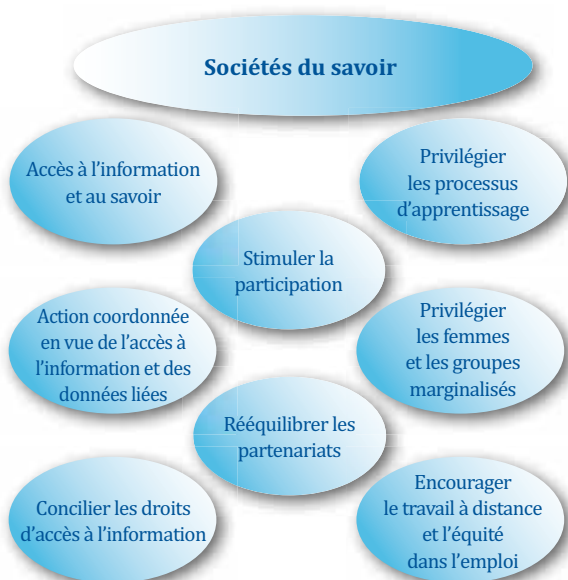 Sociétés du savoir
Accès à l'information
et au savoir
Privilégier
les processus
d'apprentissage
Stimuler la
participation
Action coordonnée
en vue de l'accès à
l'information et des
données liées
Privilégier
les femmes
et les groupes
marginalisés
Rééquilibrer les
partenariats
Concilier les droits
d'accès à l'information
Encourager
le travail à distance
et l'équité
dans l'emploi